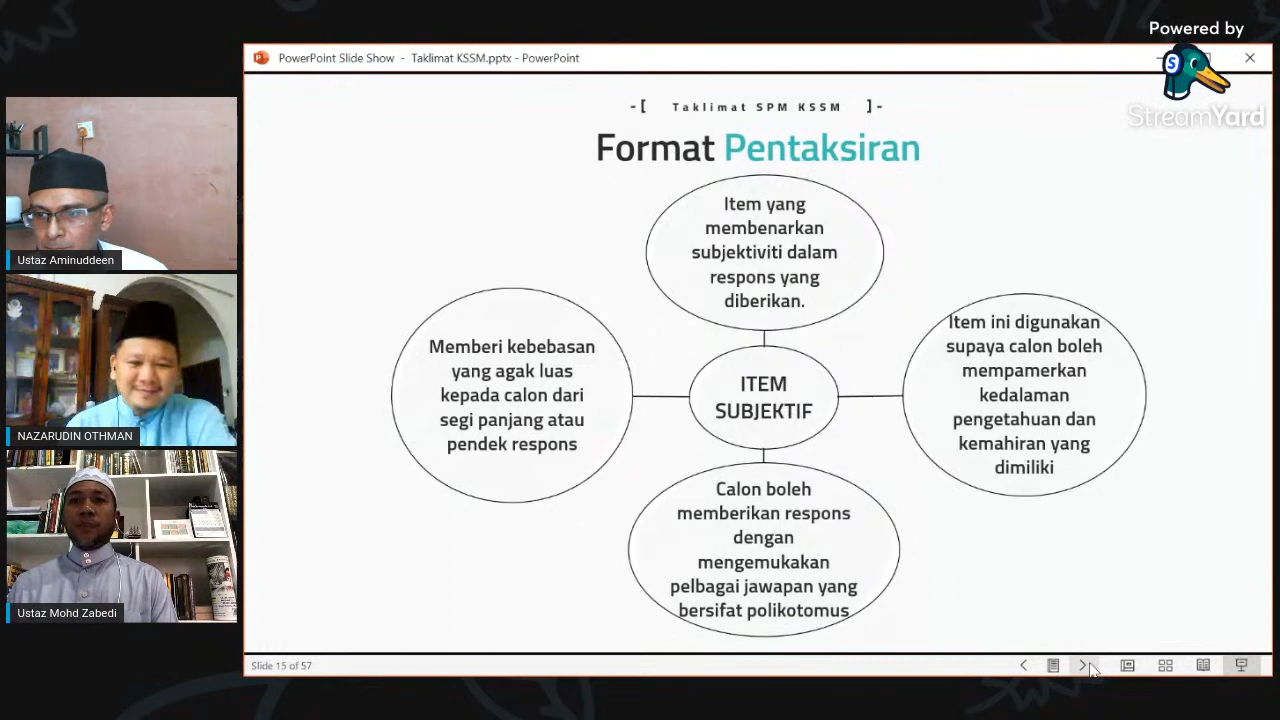 Powered by
StreamYard
PowerPoint Slide Show - Taklimat KSSM.pptx - PowerPoint
-[ Taklimat SPM KSSM ]-
Format Pentaksiran
Item yang
membenarkan
subjektiviti dalam
respons yang
diberikan.
Memberi kebebasan
yang agak luas
kepada calon dari
segi panjang atau
pendek respons
ITEM
SUBJEKTIF
Item ini digunakan
supaya calon boleh
mempamerkan
kedalaman
pengetahuan dan
kemahiran yang
dimiliki
Calon boleh
memberikan respons
dengan
mengemukakan
pelbagai jawapan yang
bersifat polikotomus
Slide 15 of 57
Ustaz Aminuddeen
NAZARUDIN OTHMAN
Ustaz Mohd Zabedi